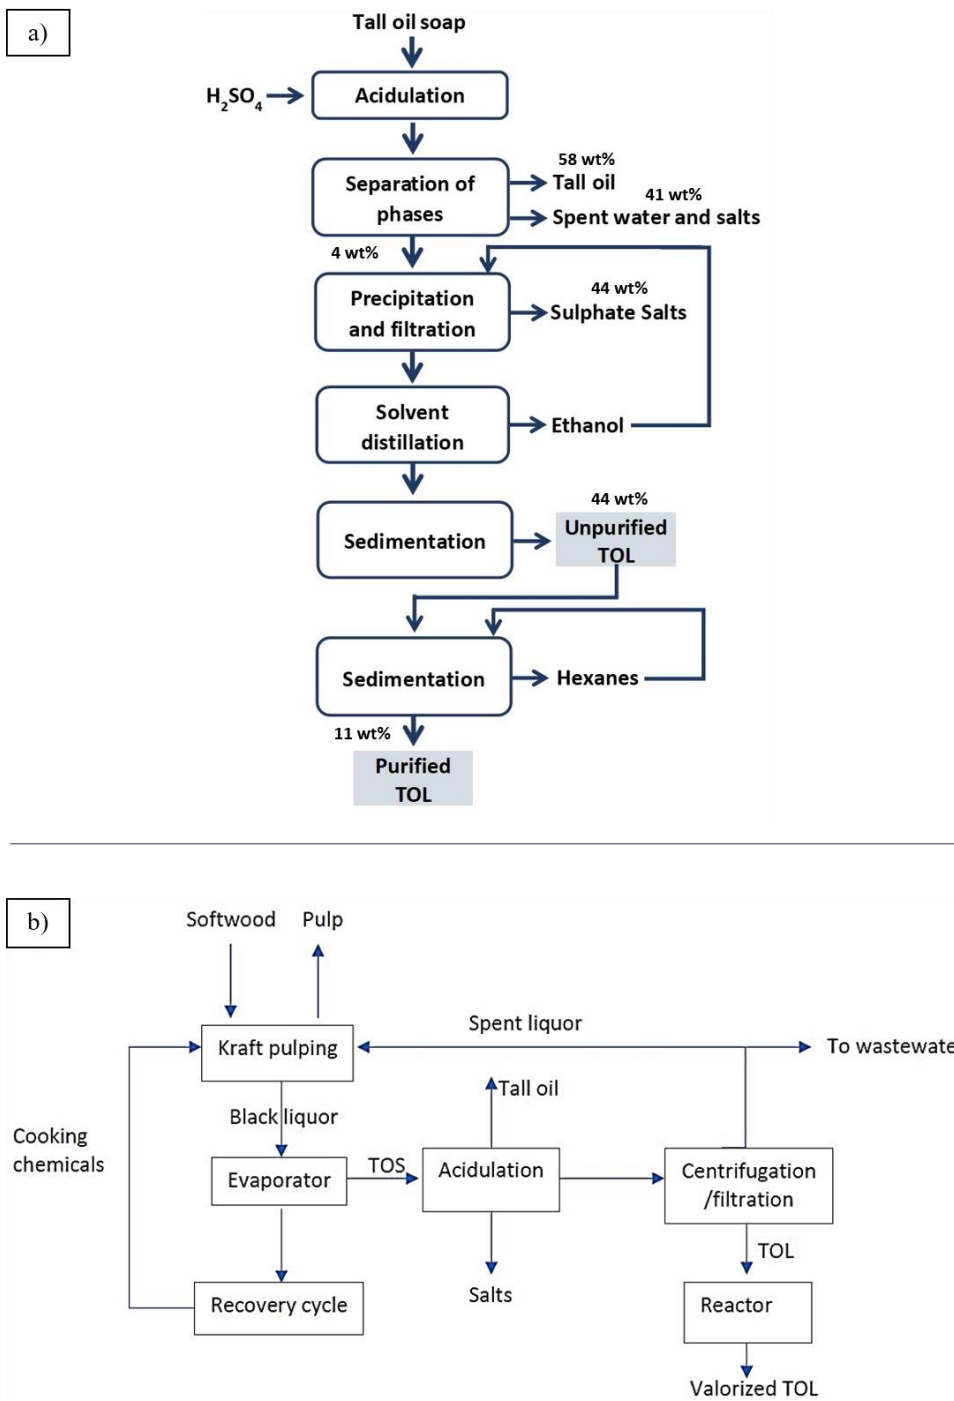 a)
Tall oil soap
H2SO4
Acidulation
58 wt%
Separation of
phases
Tall oil
41 wt%
Spent water and salts
4 wt%
Precipitation
and filtration
44 wt%
Sulphate Salts
Solvent
distillation
Ethanol
44 wt%
Sedimentation
Unpurified
TOL
Sedimentation
Hexanes
11 wt%
Purified
TOL
b)
Softwood
Pulp
Spent liquor
Kraft pulping
To wastewate
Tall oil
Black liquor
Cooking
chemicals
TOS
Evaporator
Acidulation
Centrifugation
/filtration
TOL
Salts
Recovery cycle
Reactor
Valorized TOL